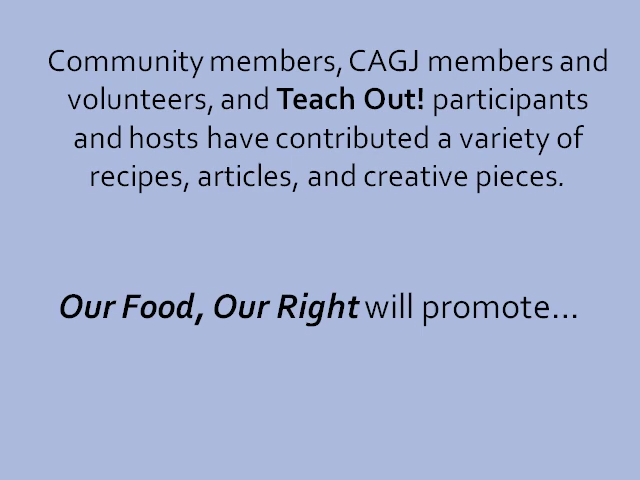 Community members, CAGJ members and
volunteers, and Teach Out! participants
and hosts have contributed a variety of
recipes, articles, and creative pieces.
Our Food, Our Right will promote…